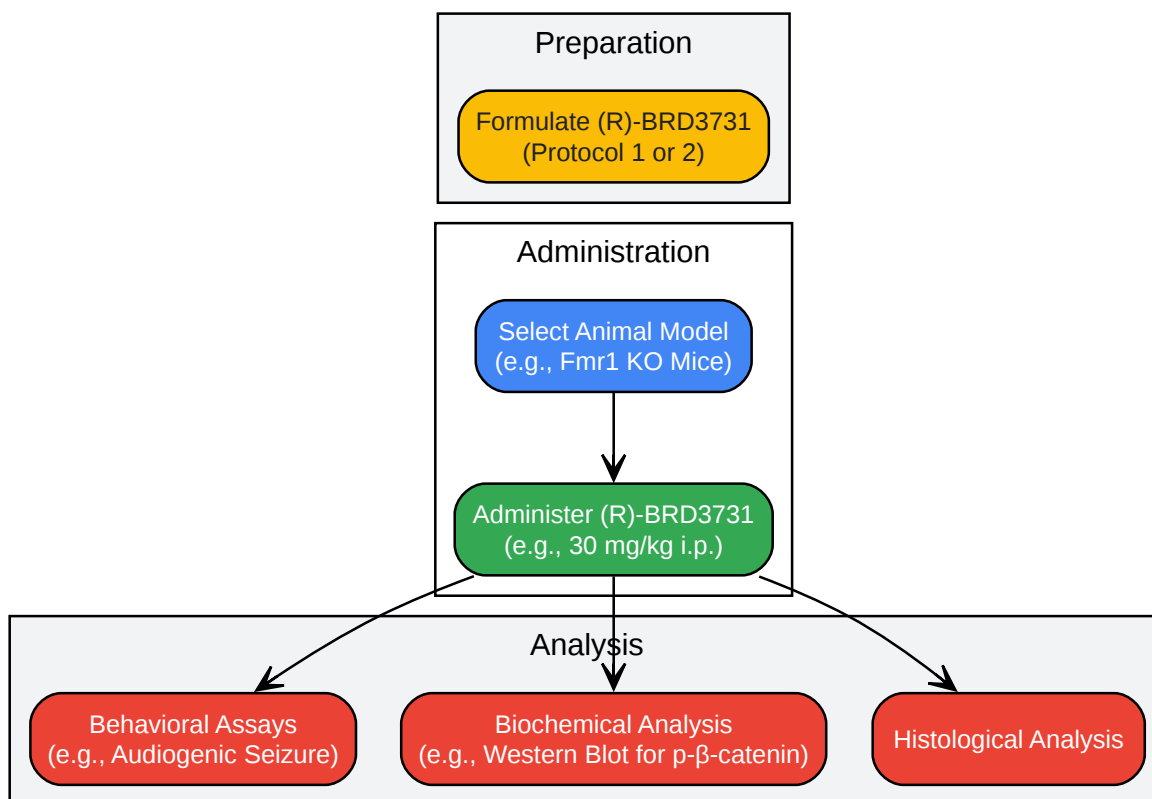 Preparation
Formulate (R)-BRD3731
(Protocol 1 or 2)
Administration
Select Animal Model
(e.g., Fmr1 KO Mice)
Administer (R)-BRD3731
(e.g., 30 mg/kg i.p.)
Analysis
Behavioral Assays
(e.g., Audiogenic Seizure)
Biochemical Analysis
(e.g., Western Blot for p-β-catenin)
Histological Analysis